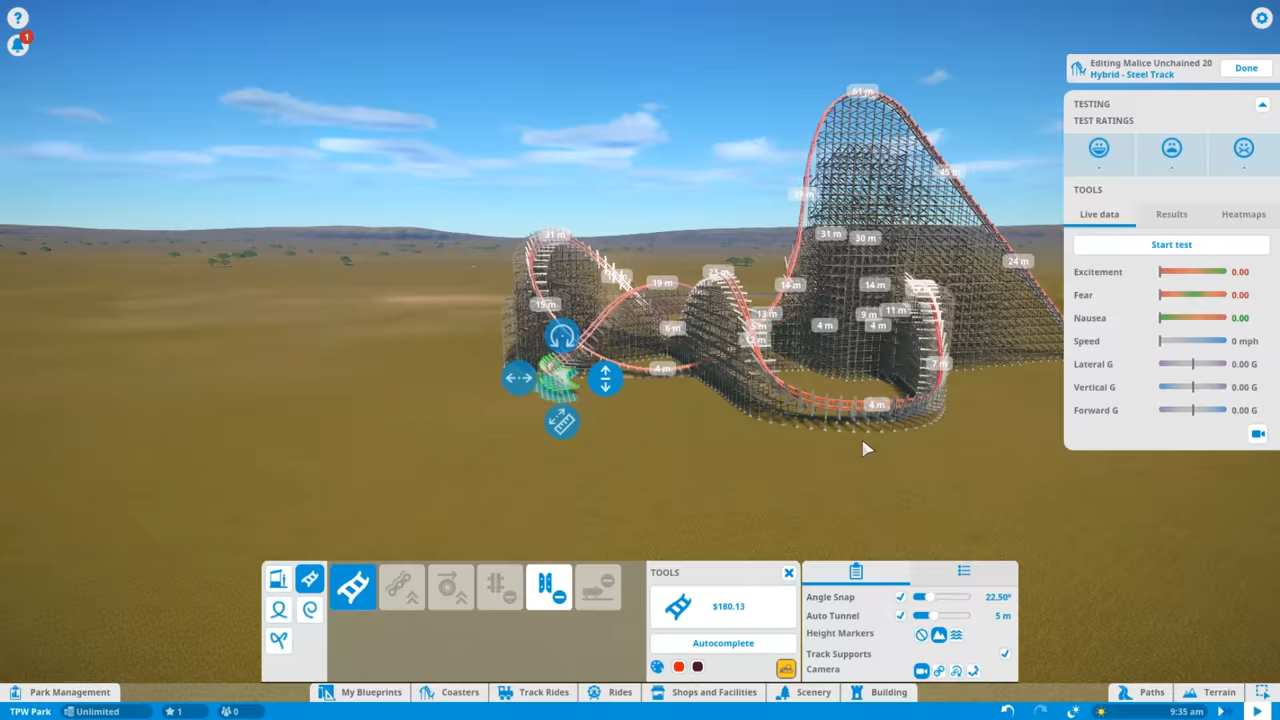 ?
1
Editing Malice Unchained 20
Hybrid - Steel Track
Done
TESTING
TEST RATINGS
- - -
TOOLS
Live data Results Heatmaps
Start test
Excitement 0.00
Fear 0.00
Nausea 0.00
Speed 0 mph
Lateral G 0.00 G
Vertical G 0.00 G
Forward G 0.00 G
61 m
45 m
31 m
31 m
30 m
24 m
19 m
14 m
14 m
15 m
13 m
11 m
9 m
4 m
4 m
6 m
5 m
12 m
4 m
7 m
4 m
TOOLS
$180.13
Autocomplete
Angle Snap 22.50°
Auto Tunnel 5 m
Height Markers
Track Supports
Camera
Park Management My Blueprints Coasters Track Rides Rides Shops and Facilities Scenery Building Paths Terrain
TPW Park Unlimited 1 0 9:35 am